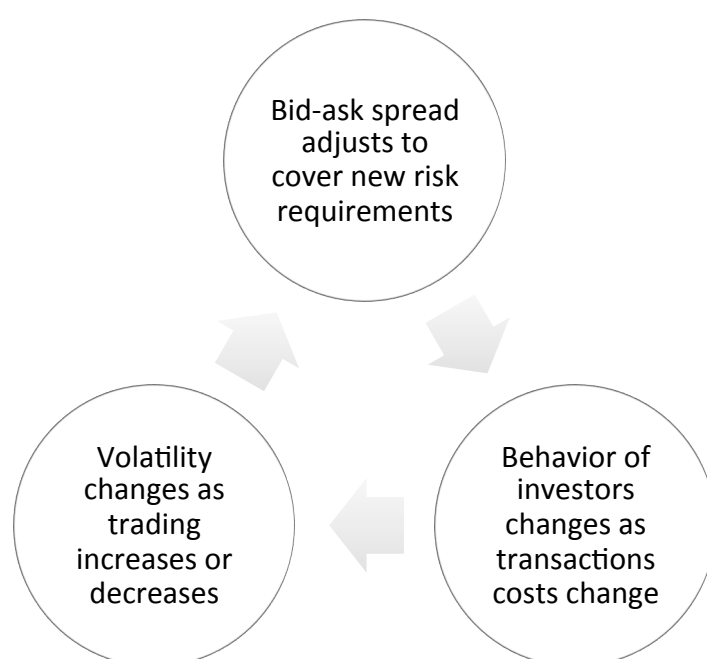 Bid-ask spread
adjusts to
cover new risk
requirements
Volatility
changes as
trading
increases or
decreases
Behavior of
investors
changes as
transactions
costs change